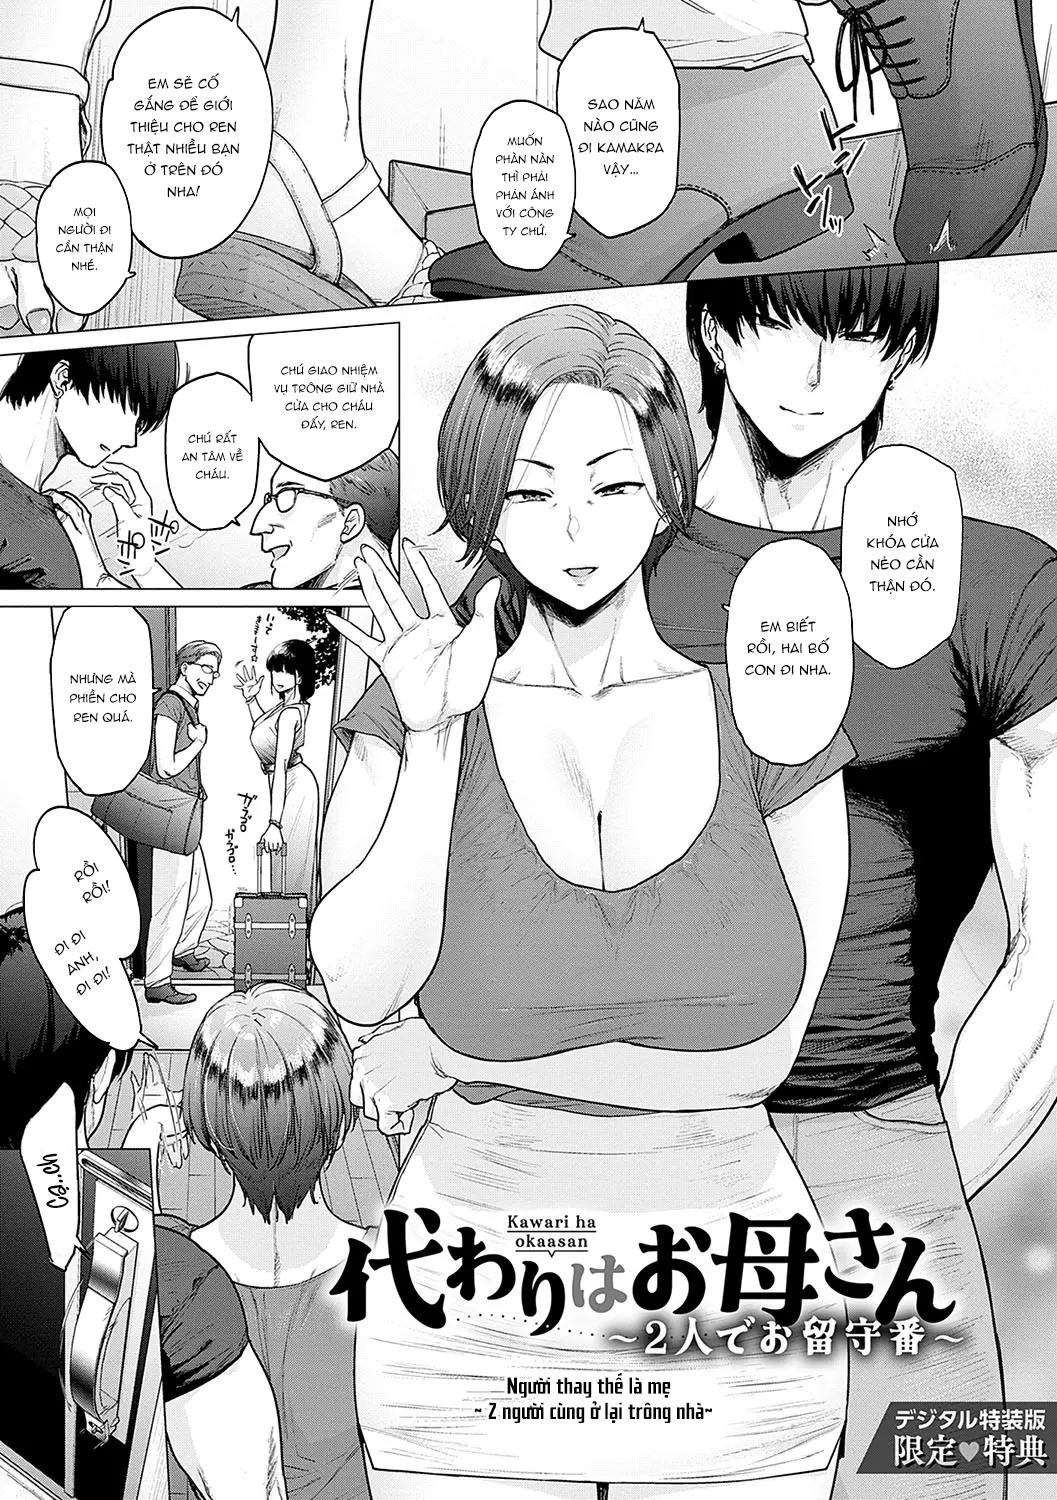 SAO NĂM
NÀO CŨNG
ĐI KAMAKRA
VẬY...
MUỐN
PHÀN NÀN
THÌ PHẢI
PHẢN ÁNH
VỚI CÔNG
TY CHỨ.
EM SẼ CỐ
GẮNG ĐỂ GIỚI
THIỆU CHO REN
THẬT NHIỀU BẠN
Ở TRÊN ĐÓ
NHA!
MỌI
NGƯỜI ĐI
CẨN THẬN
NHÉ.
CHÚ GIAO NHIỆM
VỤ TRÔNG GIỮ NHÀ
CỬA CHO CHÁU
ĐẤY, REN.
CHÚ RẤT
AN TÂM VỀ
CHÁU.
NHỚ
KHÓA CỬA
NẺO CẨN
THẬN ĐÓ.
EM BIẾT
RỒI, HAI BỐ
CON ĐI NHA.
NHƯNG MÀ
PHIỀN CHO
REN QUÁ.
RỒI
RỒI!
ĐI ĐI
ANH,
ĐI ĐI!
Cạ..ch
Kawari ha
okaasan
代わりはお母さん
～2人でお留守番～
Người thay thế là mẹ
~ 2 người cùng ở lại trông nhà~
デジタル特装版
限定♥特典